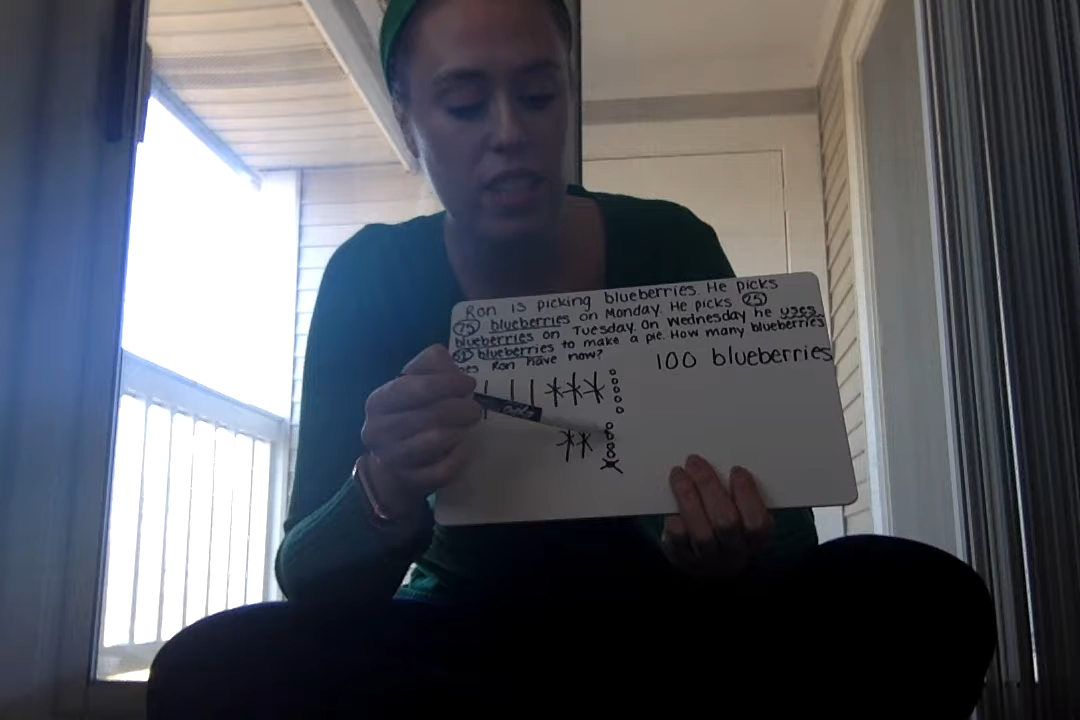 Ron is picking blueberries. He picks
75 blueberries on Monday. He picks 25
blueberries on Tuesday. On Wednesday he uses
51 blueberries to make a pie. How many blueberries
does Ron have now?
100 blueberries